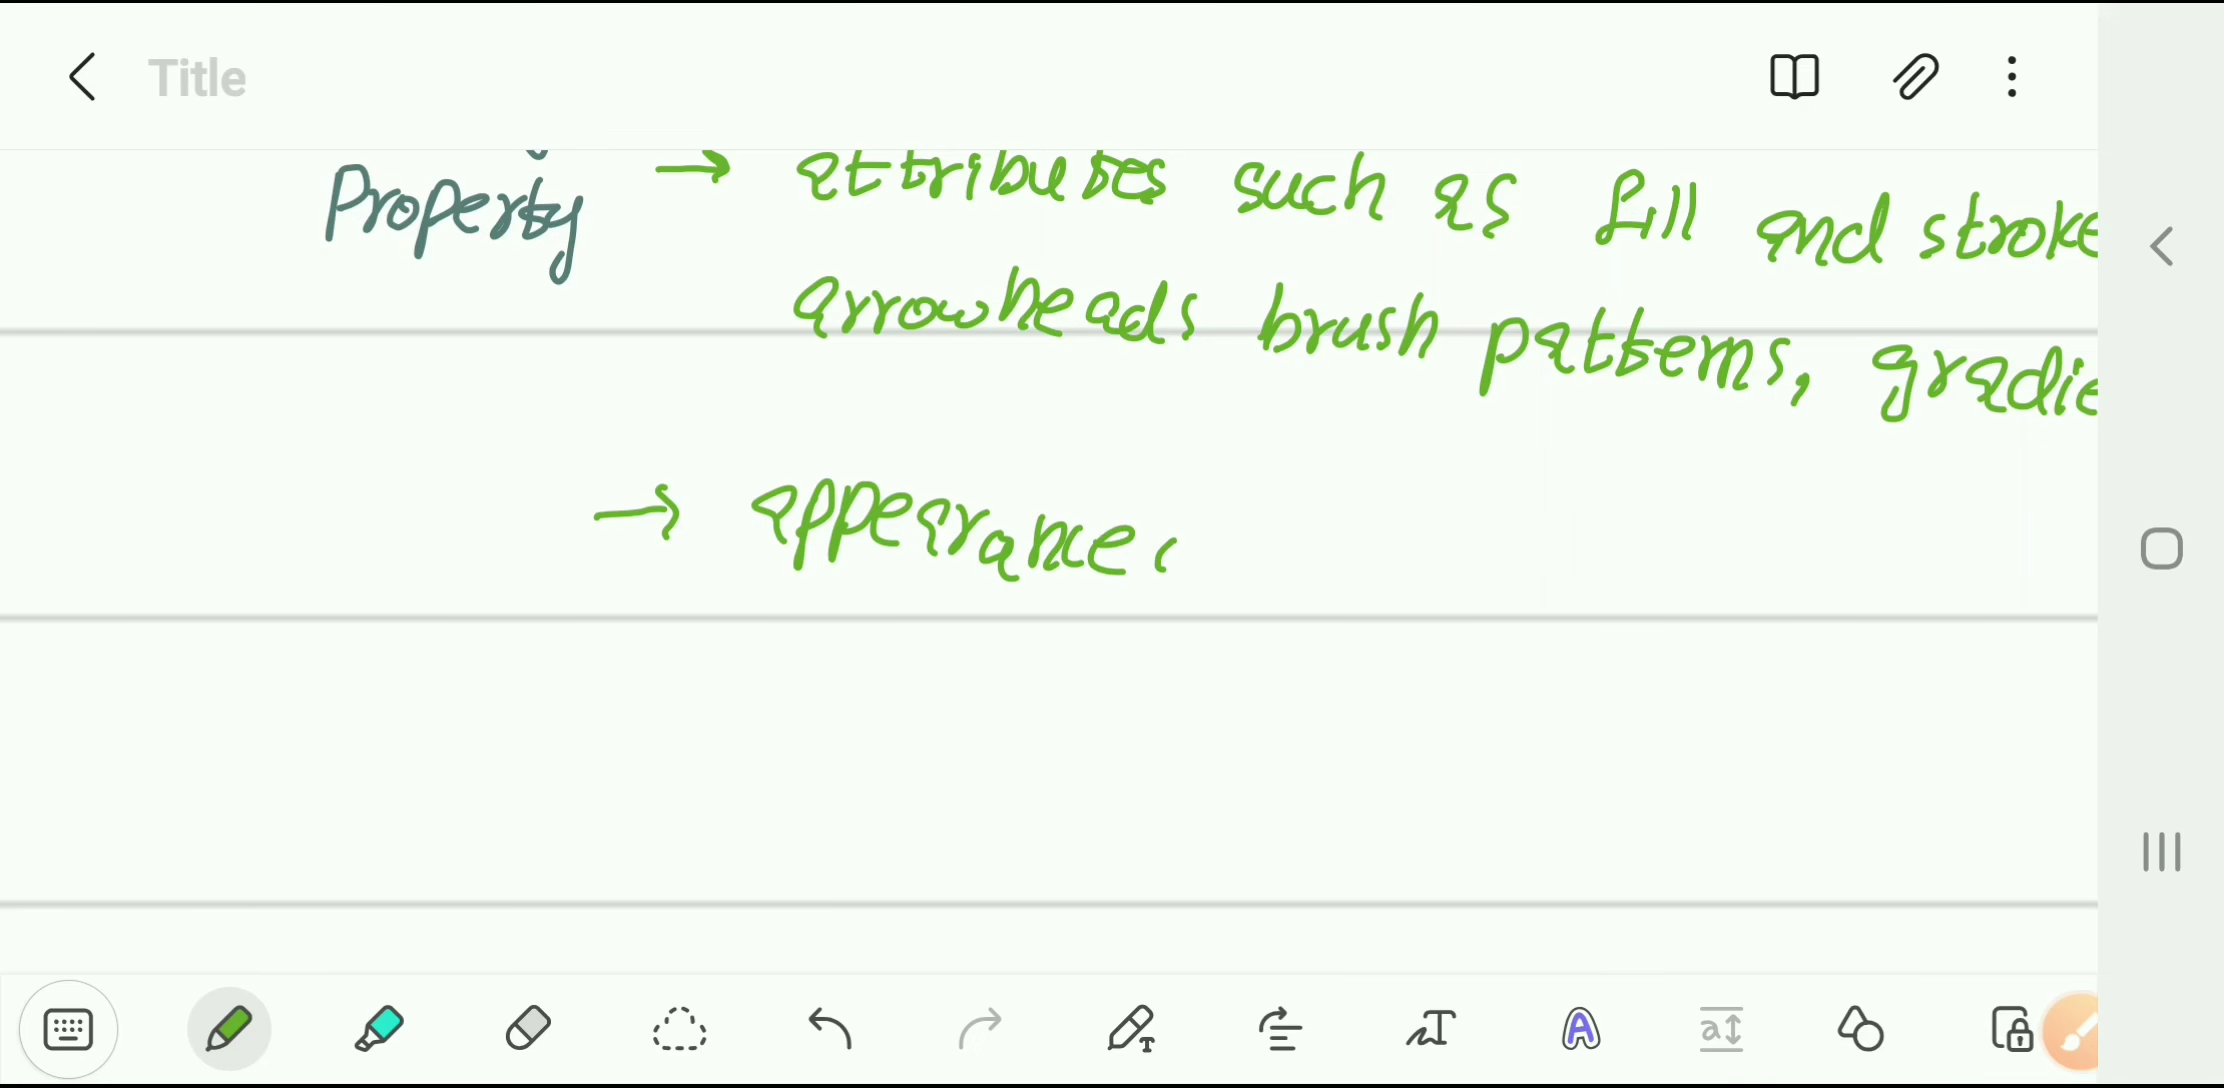 Title
Property → attributes such as fill and stroke
arrowheads brush patterns, gradie
→ appearance